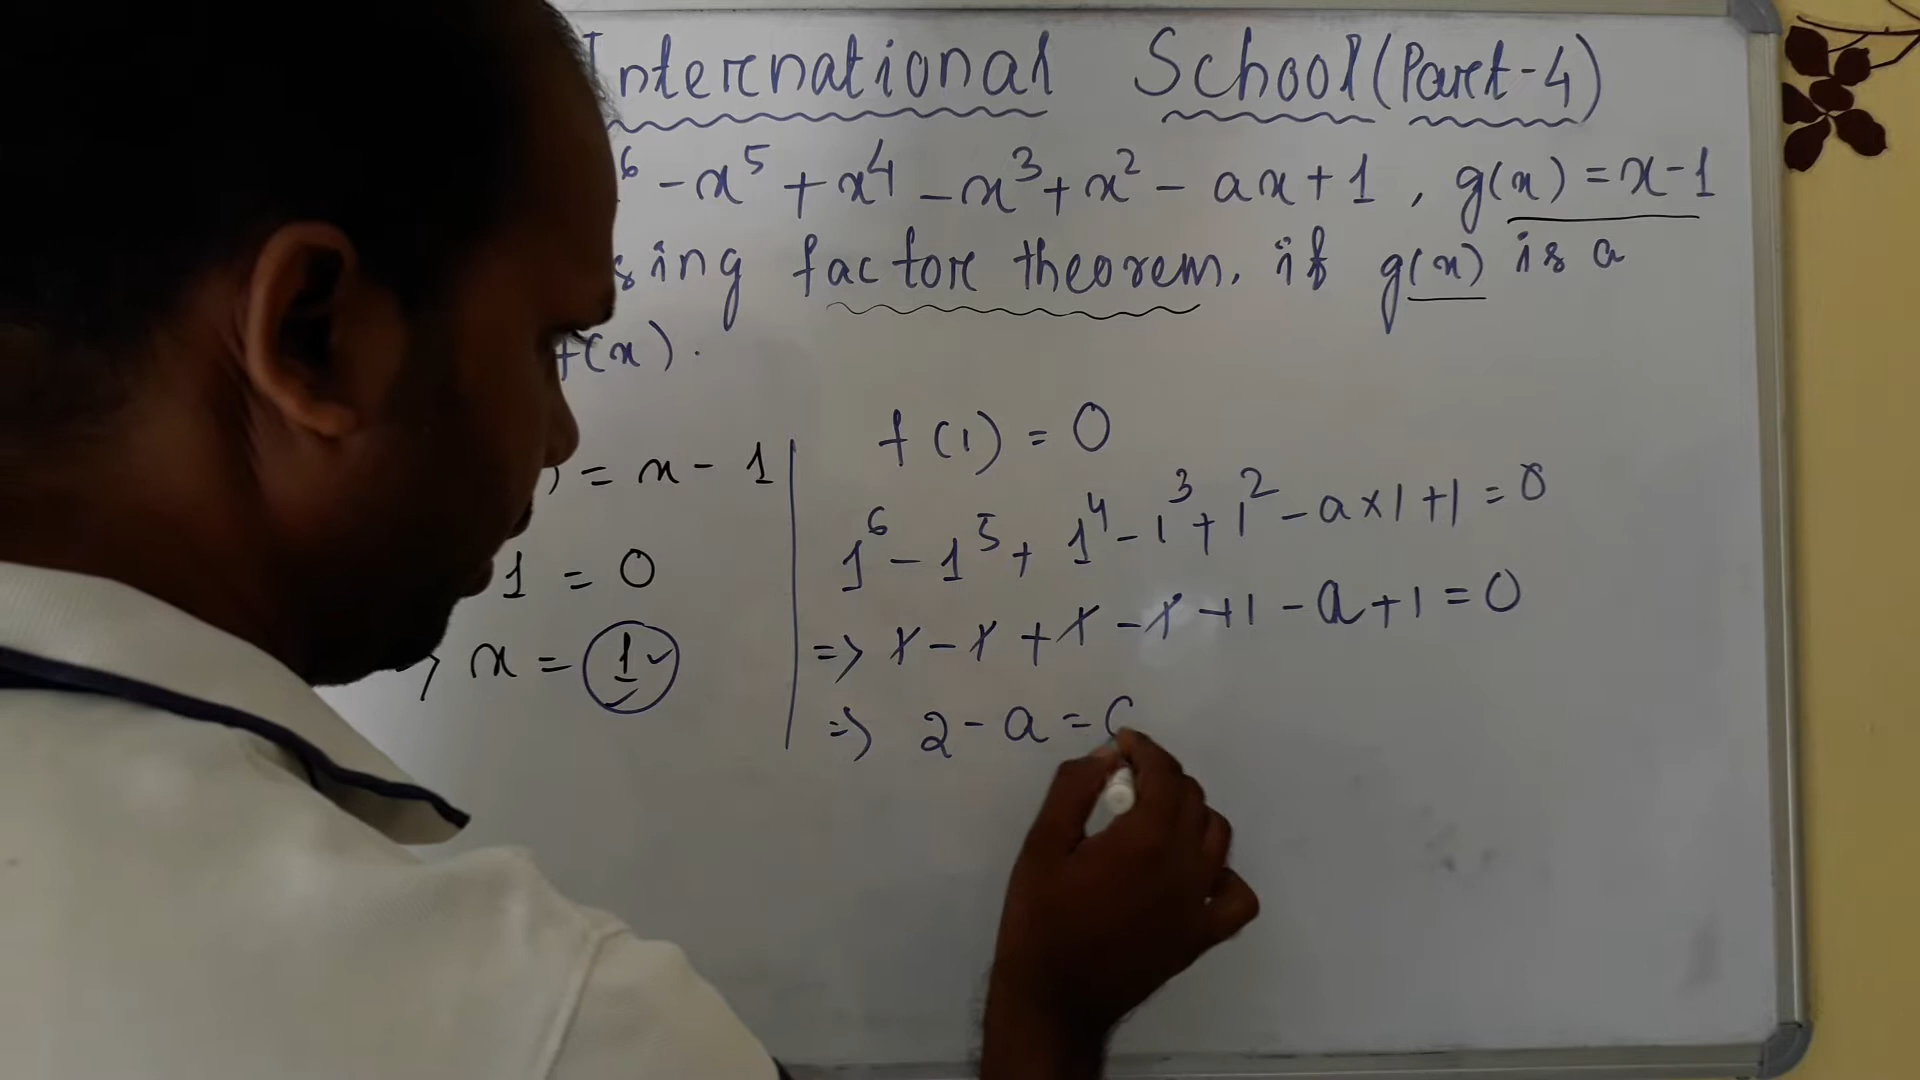 International School (Part-4)
6 - x⁵ + x⁴ - x³ + x² - ax + 1 , g(x) = x-1
sing factor theorem. if g(x) is a
f(x).
) = x - 1
1 = 0
x = 1
f(1) = 0
1⁶ - 1⁵ + 1⁴ - 1³ + 1² - a×1 + 1 = 0
=> 1 - 1 + 1 - 1 + 1 - a + 1 = 0
=> 2 - a =